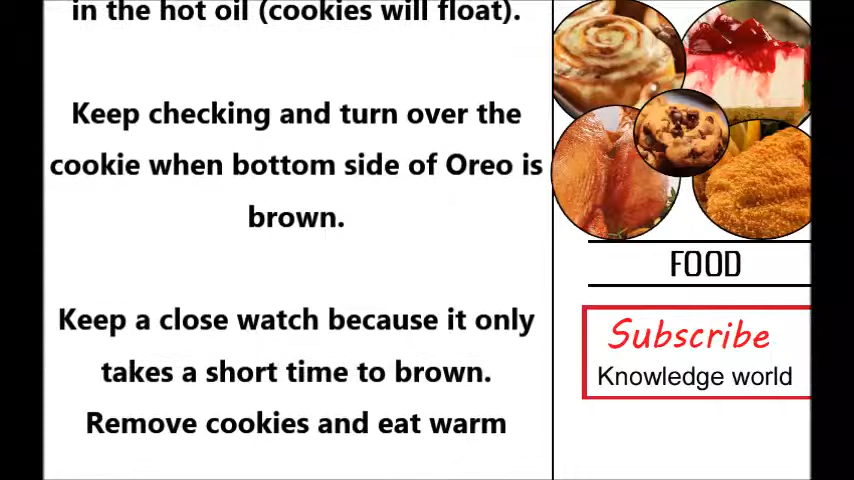 in the hot oil (cookies will float).
Keep checking and turn over the
cookie when bottom side of Oreo is
brown.
Keep a close watch because it only
takes a short time to brown.
Remove cookies and eat warm
FOOD
Subscribe
Knowledge world